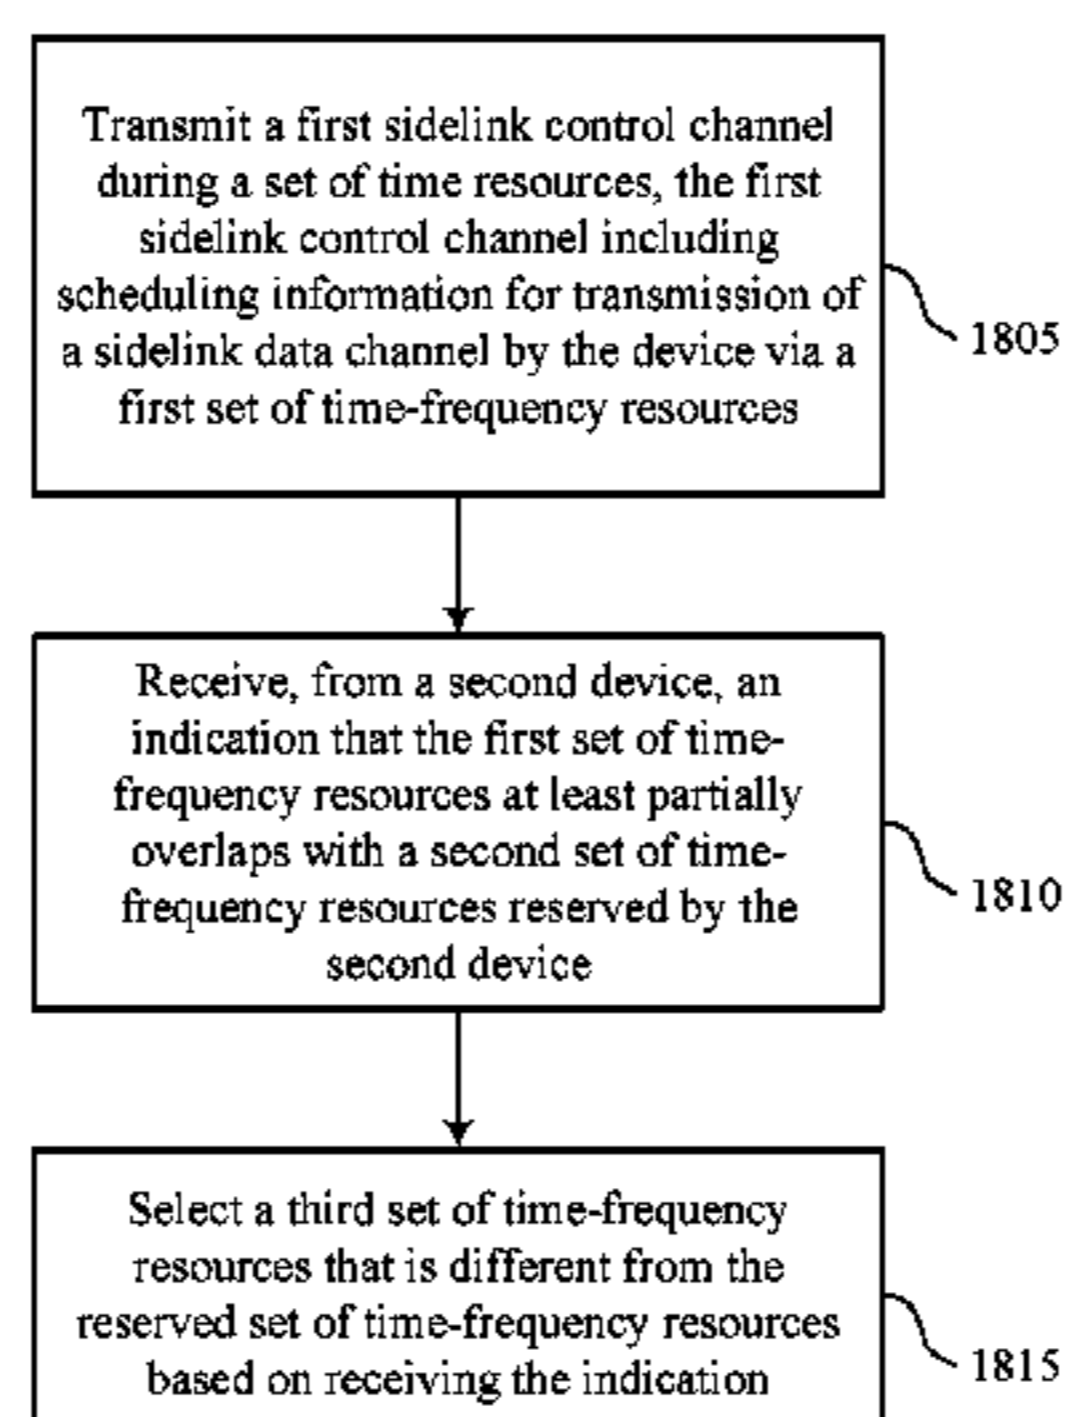 Transmit a first sidelink control channel
during a set of time resources, the first
sidelink control channel including
scheduling information for transmission of
a sidelink data channel by the device via a
first set of time-frequency resources
1805
Receive, from a second device, an
indication that the first set of time-
frequency resources at least partially
overlaps with a second set of time-
frequency resources reserved by the
second device
1810
Select a third set of time-frequency
resources that is different from the
reserved set of time-frequency resources
based on receiving the indication
1815